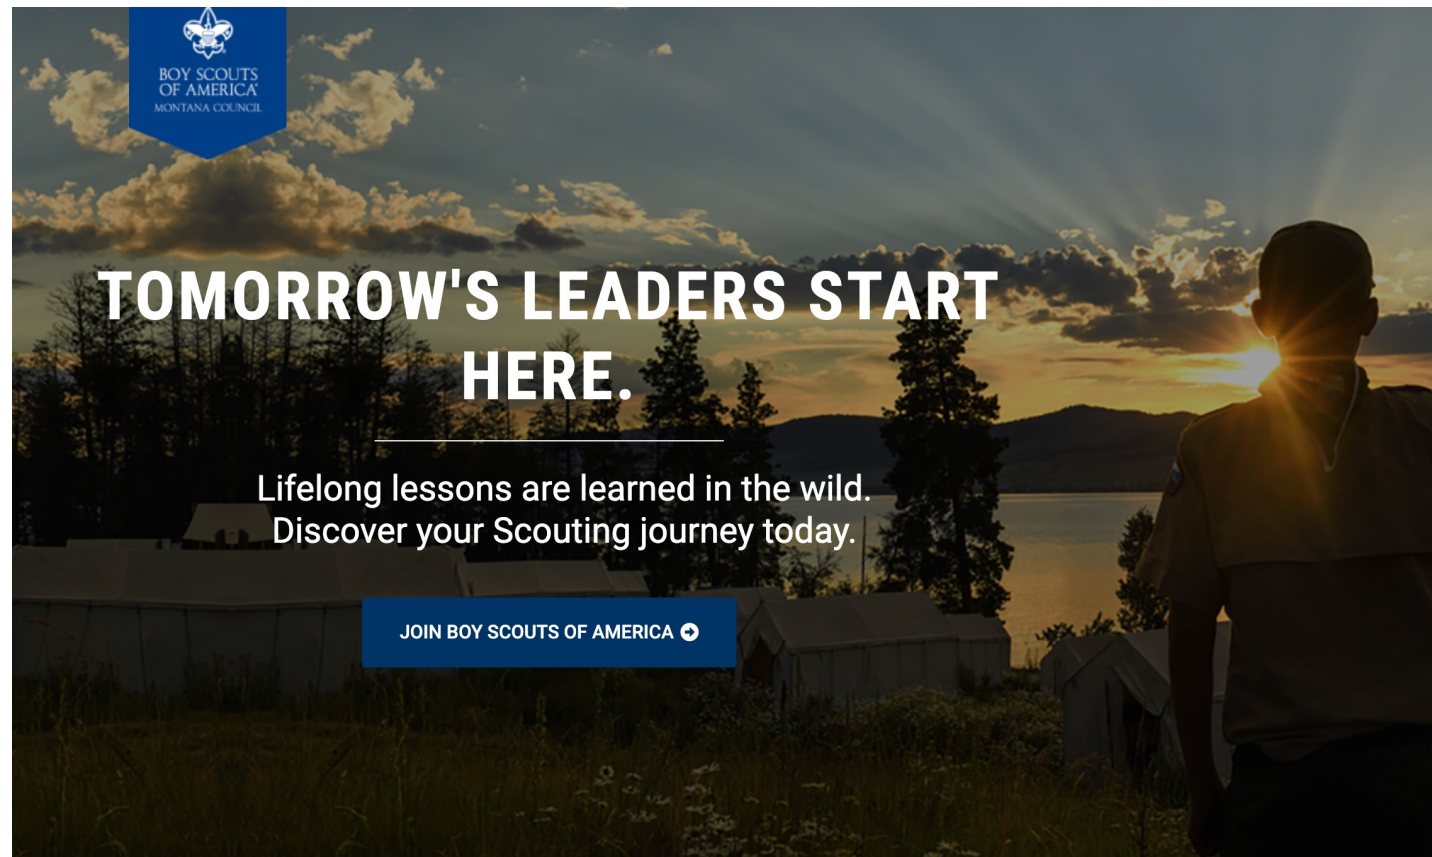 BOY SCOUTS
OF AMERICA®
MONTANA COUNCIL
TOMORROW'S LEADERS START
HERE.
Lifelong lessons are learned in the wild.
Discover your Scouting journey today.
JOIN BOY SCOUTS OF AMERICA